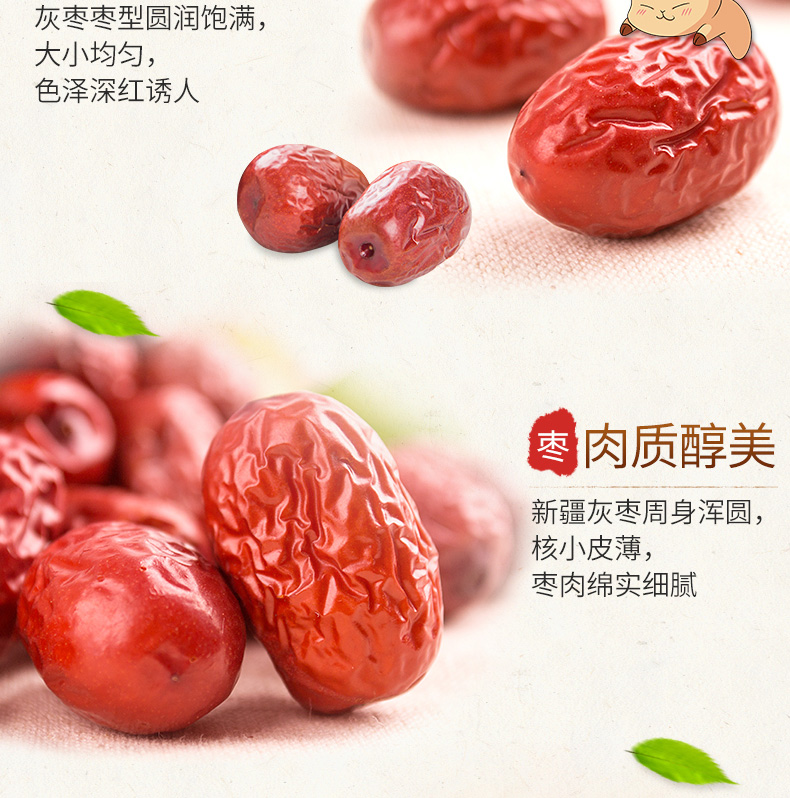 灰枣枣型圆润饱满，
大小均匀，
色泽深红诱人
枣肉质醇美
新疆灰枣周身浑圆，
核小皮薄，
枣肉绵实细腻